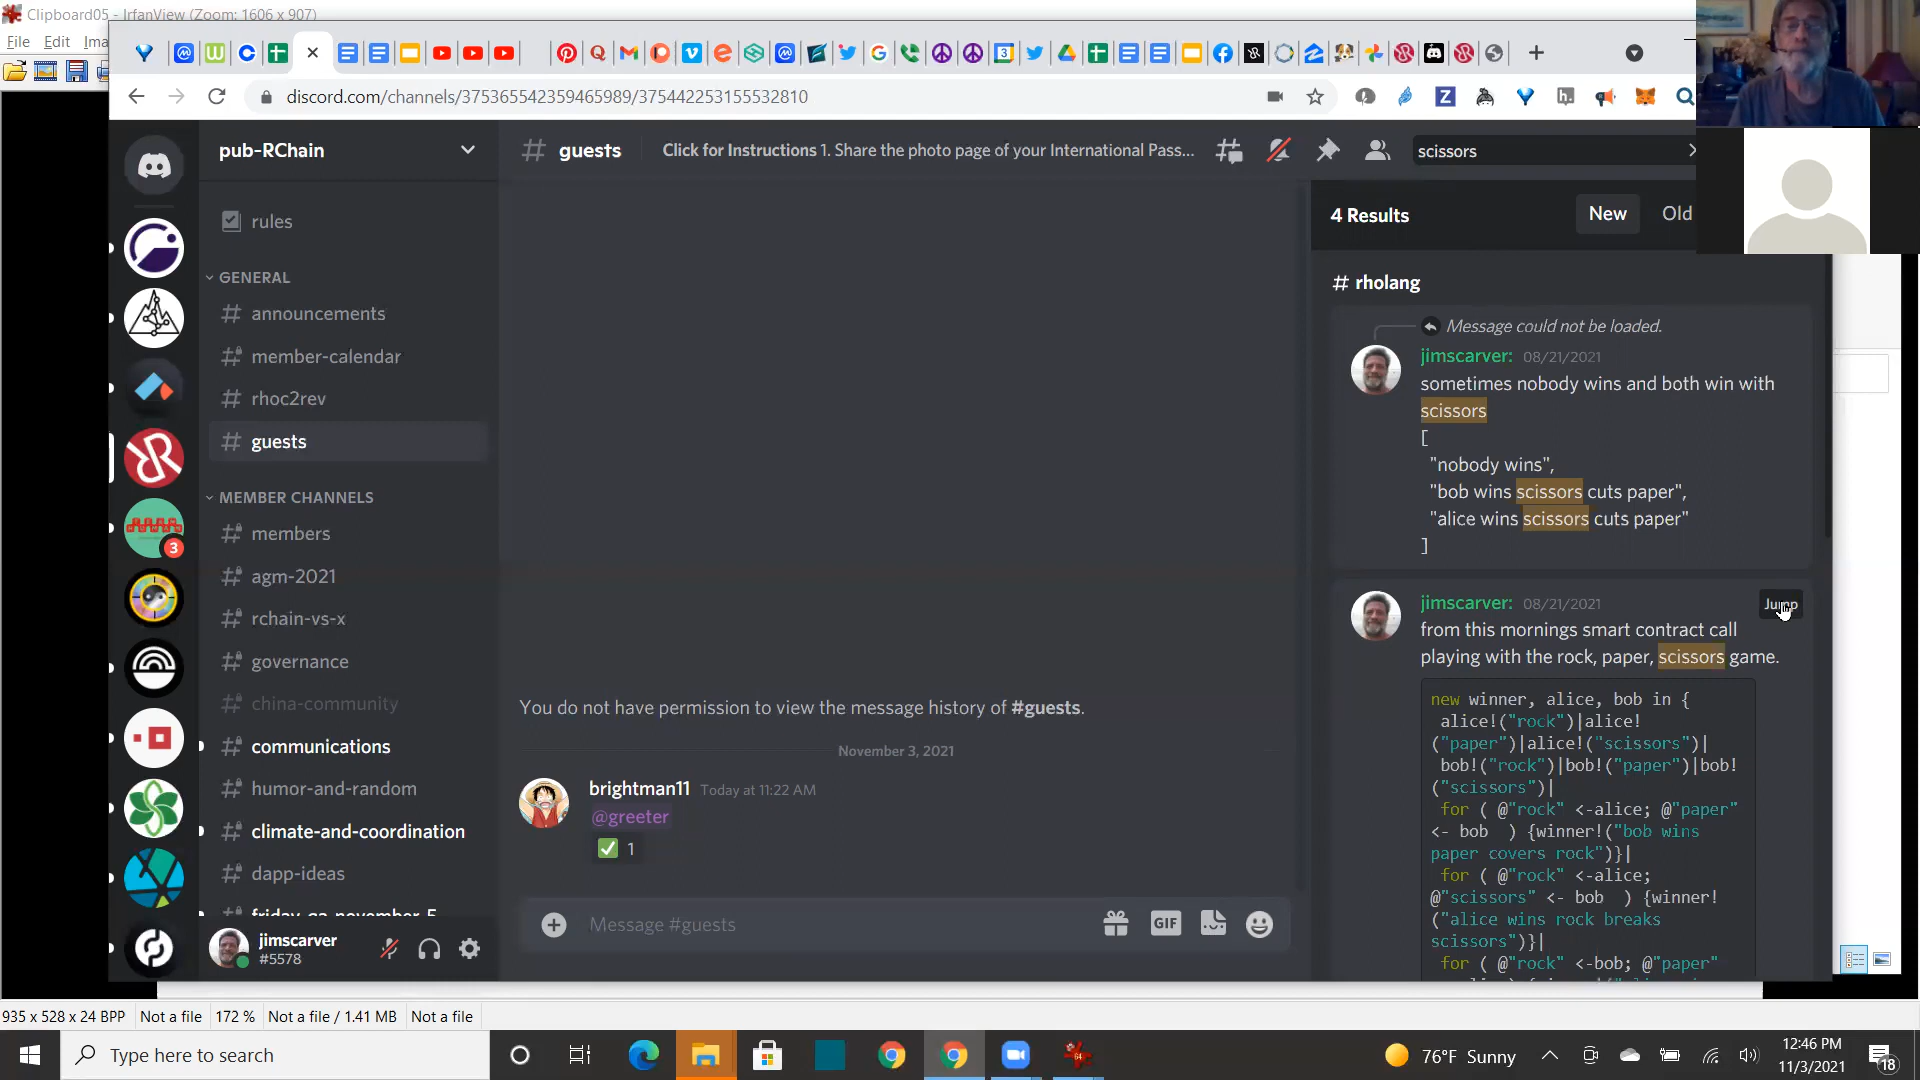 Clipboard05 - IrfanView (Zoom: 1606 x 907)
File Edit Ima
discord.com/channels/375365542359465989/375442253155532810
pub-RChain
rules
GENERAL
announcements
member-calendar
rhoc2rev
guests
MEMBER CHANNELS
members
agm-2021
rchain-vs-x
governance
china-community
communications
humor-and-random
climate-and-coordination
dapp-ideas
friday-qa-november-5
jimscarver
#5578
3
# guests
Click for Instructions 1. Share the photo page of your International Pass...
scissors
You do not have permission to view the message history of #guests.
November 3, 2021
brightman11 Today at 11:22 AM
@greeter
1
Message #guests
GIF
4 Results
New
Old
# rholang
Message could not be loaded.
jimscarver: 08/21/2021
sometimes nobody wins and both win with
scissors
[
"nobody wins",
"bob wins scissors cuts paper",
"alice wins scissors cuts paper"
]
jimscarver: 08/21/2021
Jump
from this mornings smart contract call
playing with the rock, paper, scissors game.
new winner, alice, bob in {
alice!("rock")|alice!
("paper")|alice!("scissors")|
bob!("rock")|bob!("paper")|bob!
("scissors")|
for ( @"rock" <-alice; @"paper"
<- bob ) {winner!("bob wins
paper covers rock")}|
for ( @"rock" <-alice;
@"scissors" <- bob ) {winner!
("alice wins rock breaks
scissors")}|
for ( @"rock" <-bob; @"paper"
935 x 528 x 24 BPP Not a file 172 % Not a file / 1.41 MB Not a file
Type here to search
76°F Sunny
12:46 PM
11/3/2021
18